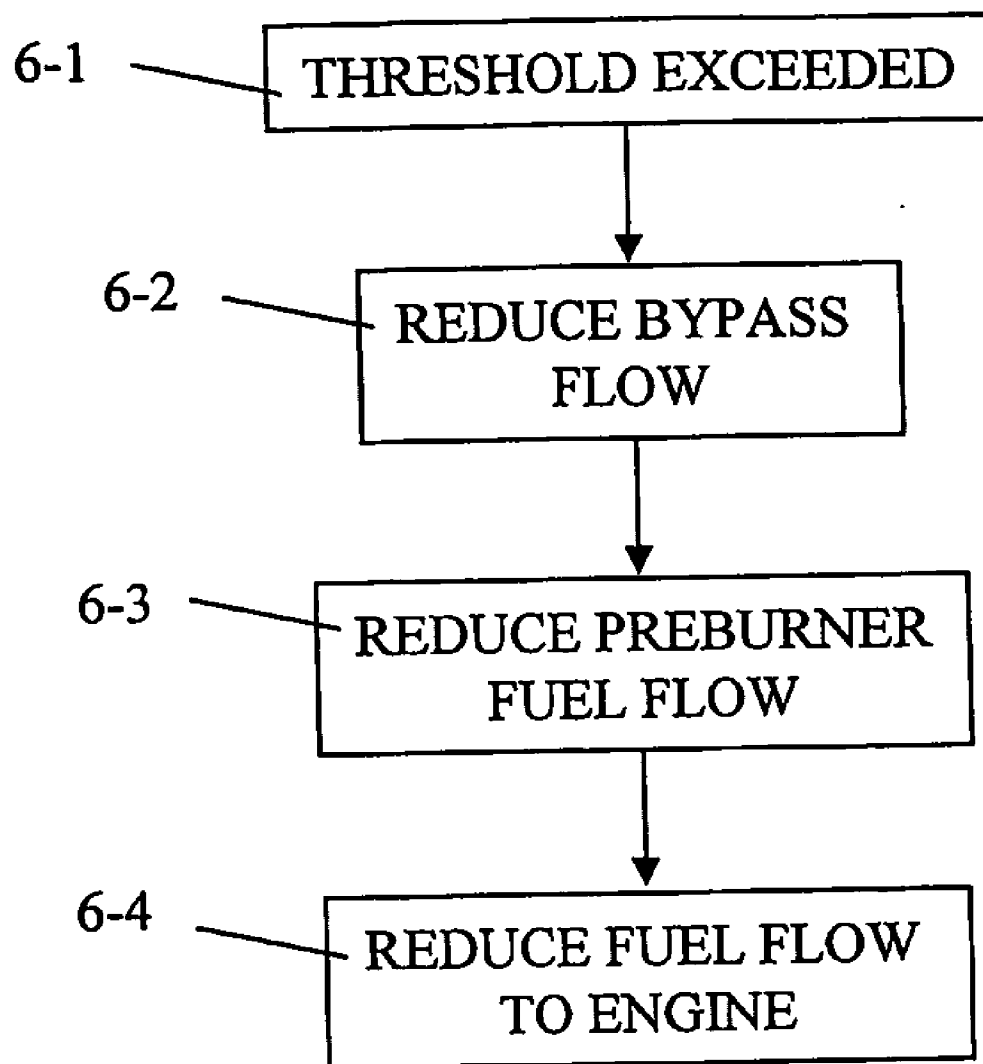 6-1
THRESHOLD EXCEEDED
6-2
REDUCE BYPASS
FLOW
6-3
REDUCE PREBURNER
FUEL FLOW
6-4
REDUCE FUEL FLOW
TO ENGINE